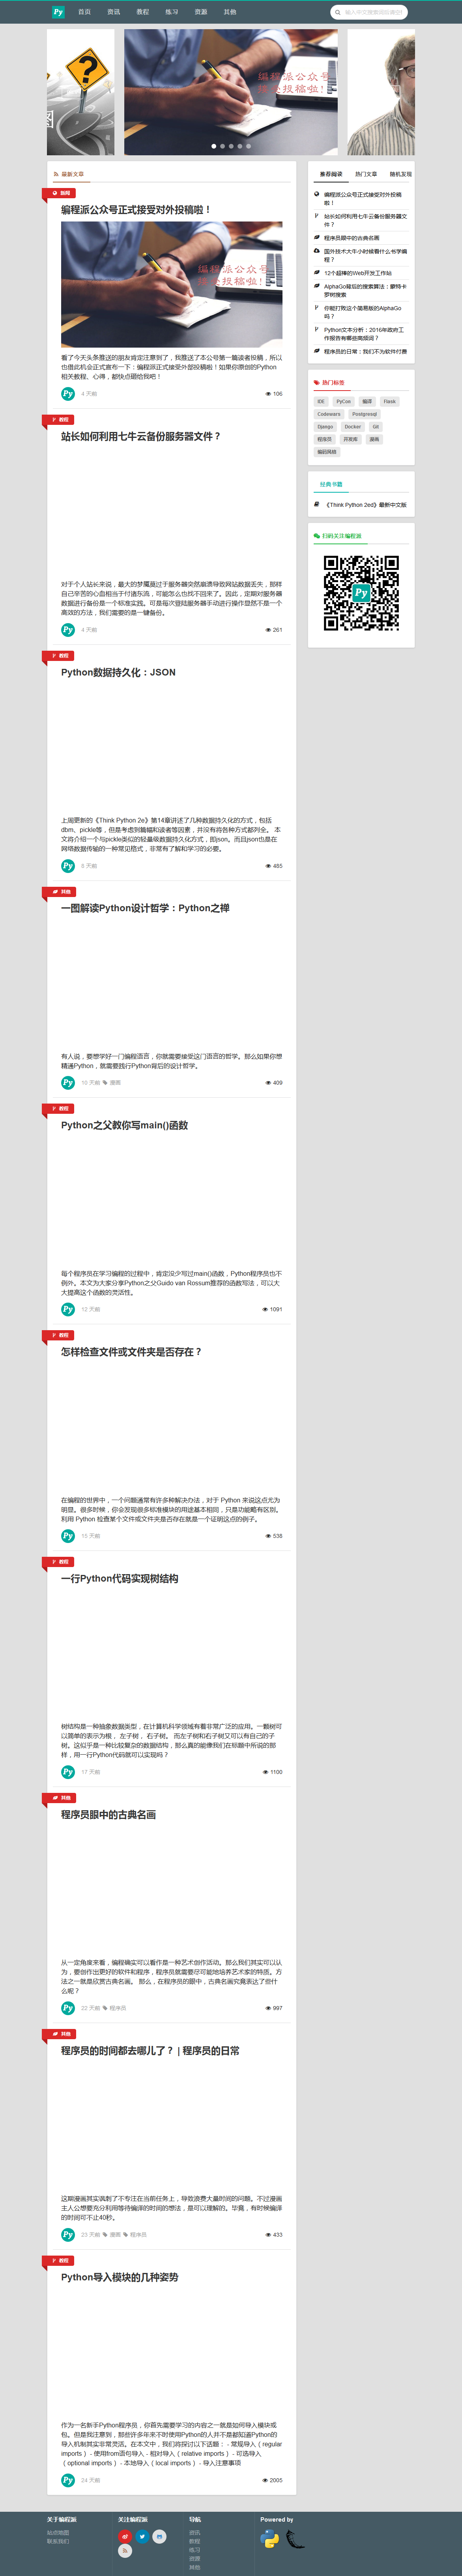 Py
首页
资讯
教程
练习
资源
其他
编程派公众号
接受投稿啦!
最新文章
新闻
编程派公众号正式接受对外投稿啦！
编程派公众号
接受投稿啦!
看了今天头条推送的朋友肯定注意到了，我推送了本公号第一篇读者投稿，所以
也借此机会正式宣布一下：编程派正式接受外部投稿啦！如果你原创的Python
相关教程、心得，都快点砸给我吧！
Py 4 天前 106
教程
站长如何利用七牛云备份服务器文件？
对于个人站长来说，最大的梦魇莫过于服务器突然崩溃导致网站数据丢失，那样
自己辛苦的心血相当于付诸东流，可能怎么也找不回来了。因此，定期对服务器
数据进行备份是一个标准实践。可是每次登陆服务器手动进行操作显然不是一个
高效的方法，我们需要的是一键备份。
Py 4 天前 261
教程
Python数据持久化：JSON
上周更新的《Think Python 2e》第14章讲述了几种数据持久化的方式，包括
dbm、pickle等，但是考虑到篇幅和读者等因素，并没有将各种方式都列全。 本
文将介绍一个与pickle类似的轻量级数据持久化方式，即json。而且json也是在
网络数据传输的一种常见格式，非常有了解和学习的必要。
Py 8 天前 485
其他
一图解读Python设计哲学：Python之禅
有人说，要想学好一门编程语言，你就需要接受这门语言的哲学。那么如果你想
精通Python，就需要践行Python背后的设计哲学。
Py 10 天前 漫画 409
教程
Python之父教你写main()函数
每个程序员在学习编程的过程中，肯定没少写过main()函数，Python程序员也不
例外。本文为大家分享Python之父Guido van Rossum推荐的函数写法，可以大
大提高这个函数的灵活性。
Py 12 天前 1091
教程
怎样检查文件或文件夹是否存在？
在编程的世界中，一个问题通常有许多种解决办法，对于 Python 来说这点尤为
明显。很多时候，你会发现很多标准模块的用途基本相同，只是功能略有区别。
利用 Python 检查某个文件或文件夹是否存在就是一个证明这点的例子。
Py 15 天前 538
教程
一行Python代码实现树结构
树结构是一种抽象数据类型，在计算机科学领域有着非常广泛的应用。一颗树可
以简单的表示为根， 左子树， 右子树。 而左子树和右子树又可以有自己的子
树。这似乎是一种比较复杂的数据结构，那么真的能像我们在标题中所说的那
样，用一行Python代码就可以实现吗？
Py 17 天前 1100
其他
程序员眼中的古典名画
从一定角度来看，编程确实可以看作是一种艺术创作活动。那么我们其实可以认
为，要创作出更好的软件和程序，程序员就需要尽可能地培养艺术家的特质。方
法之一就是欣赏古典名画。 那么，在程序员的眼中，古典名画究竟表达了些什
么呢？
Py 22 天前 程序员 997
其他
程序员的时间都去哪儿了？ | 程序员的日常
这期漫画其实讽刺了不专注在当前任务上，导致浪费大量时间的问题。不过漫画
主人公想要充分利用等待编译的时间的想法，是可以理解的。毕竟，有时候编译
的时间可不止40秒。
Py 23 天前 漫画 程序员 433
教程
Python导入模块的几种姿势
作为一名新手Python程序员，你首先需要学习的内容之一就是如何导入模块或
包。但是我注意到，那些许多年来不时使用Python的人并不是都知道Python的
导入机制其实非常灵活。在本文中，我们将探讨以下话题： - 常规导入（regular
imports） - 使用from语句导入 - 相对导入（relative imports） - 可选导入
（optional imports） - 本地导入（local imports） - 导入注意事项
Py 24 天前 2005
推荐阅读 热门文章 随机发现
编程派公众号正式接受对外投稿
啦！
站长如何利用七牛云备份服务器文
件？
程序员眼中的古典名画
国外技术大牛小时候看什么书学编
程？
12个超棒的Web开发工作站
AlphaGo背后的搜索算法：蒙特卡
罗树搜索
你能打败这个简易版的AlphaGo
吗？
Python文本分析：2016年政府工
作报告有哪些高频词？
程序员的日常：我们不为软件付费
热门标签
IDE PyCon 编译 Flask
Codewars Postgresql
Django Docker Git
程序员 开发库 漫画
编码风格
经典书籍
《Think Python 2ed》最新中文版
扫码关注编程派
Py
关于编程派
站点地图
联系我们
关注编程派
导航
资讯
教程
练习
资源
其他
Powered by